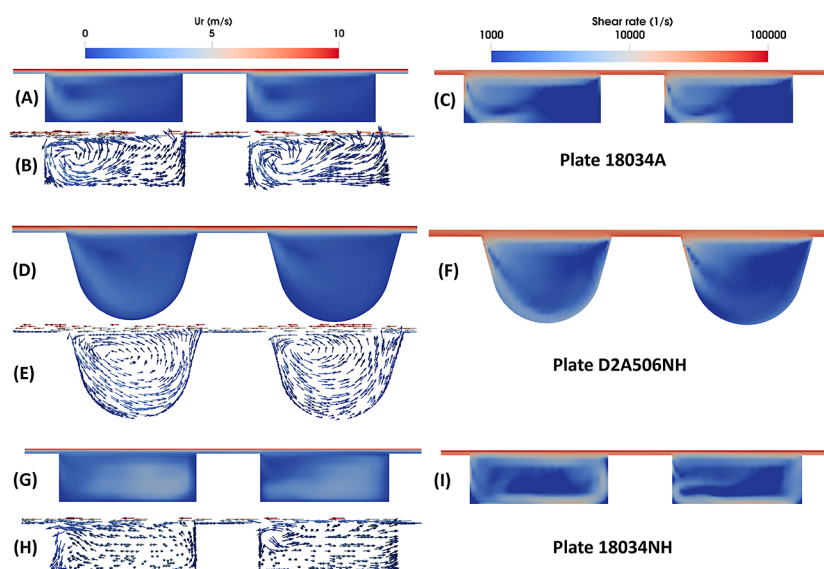 Ur (m/s)
0 5 10
Shear rate (1/s)
1000 10000 100000
(A)
(C)
(B)
Plate 18034A
(D)
(F)
(E)
Plate D2A506NH
(G)
(I)
(H)
Plate 18034NH